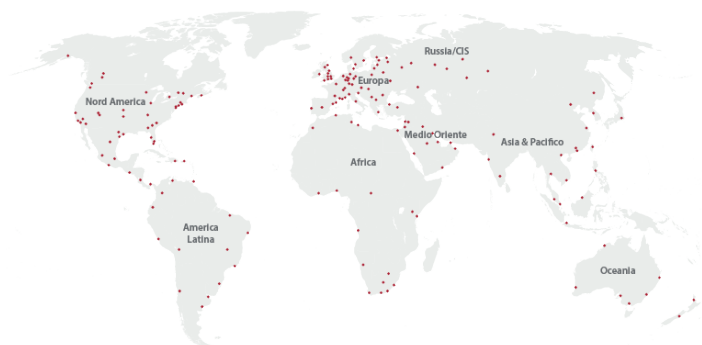 Russia/CIS
Europa
Nord America
Medio Oriente
Asia & Pacifico
Africa
America
Latina
Oceania